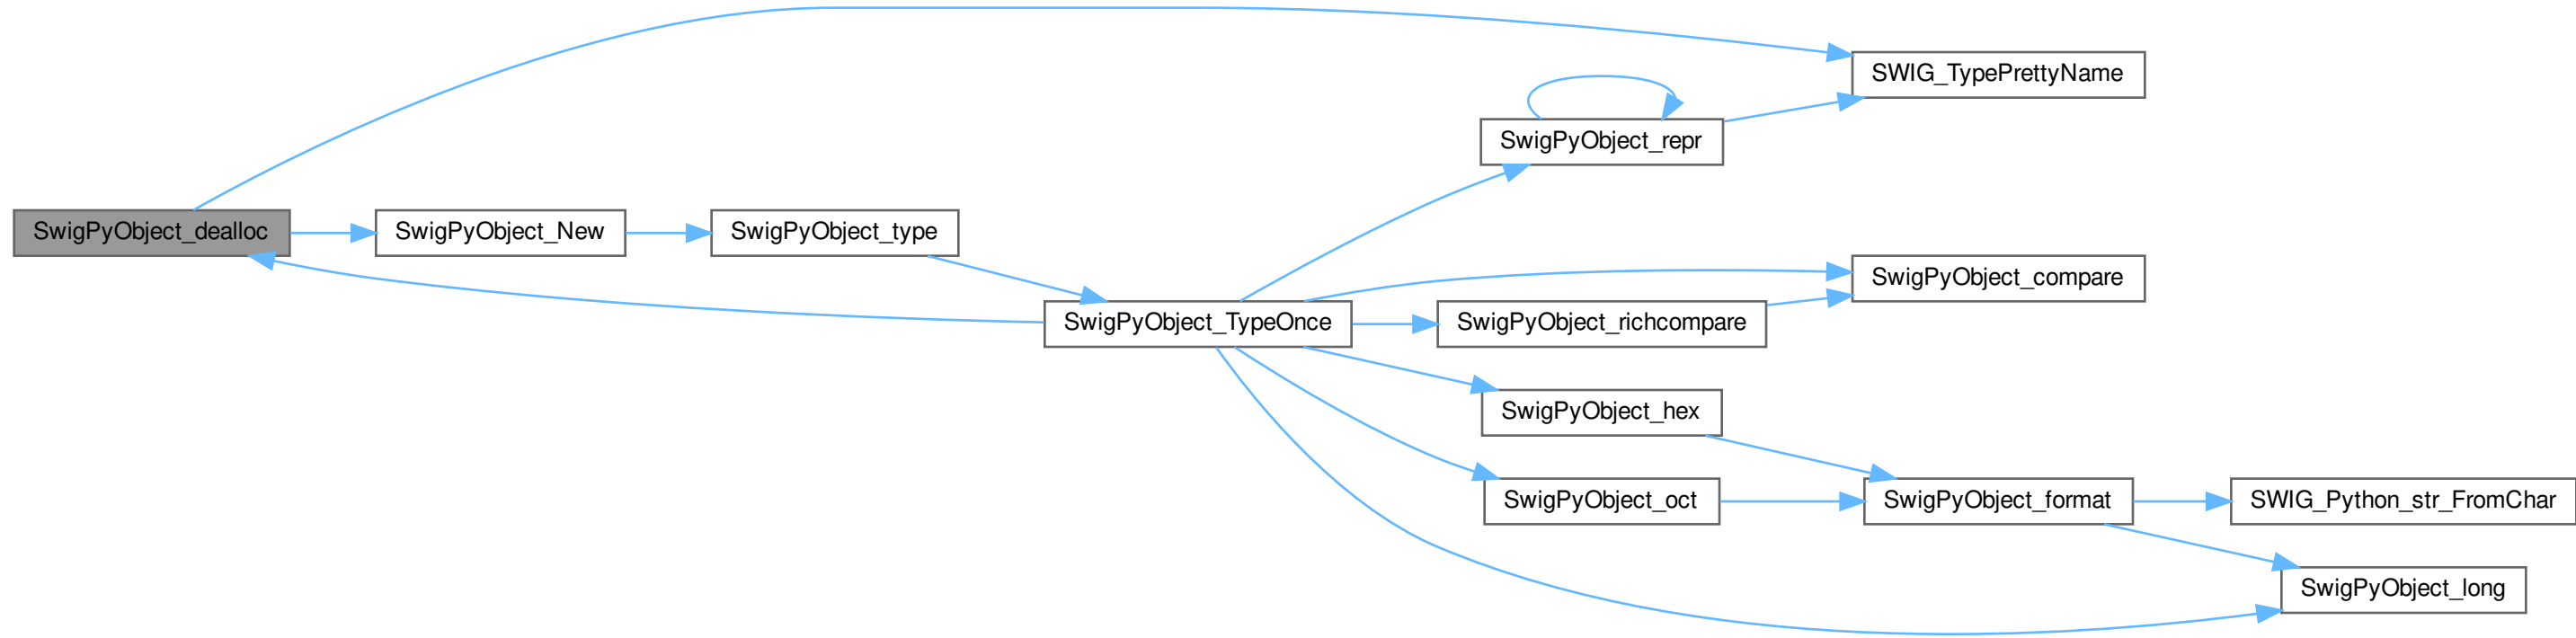 SWIG_TypePrettyName
SwigPyObject_repr
SwigPyObject_dealloc
SwigPyObject_New
SwigPyObject_type
SwigPyObject_compare
SwigPyObject_TypeOnce
SwigPyObject_richcompare
SwigPyObject_hex
SwigPyObject_oct
SwigPyObject_format
SWIG_Python_str_FromChar
SwigPyObject_long